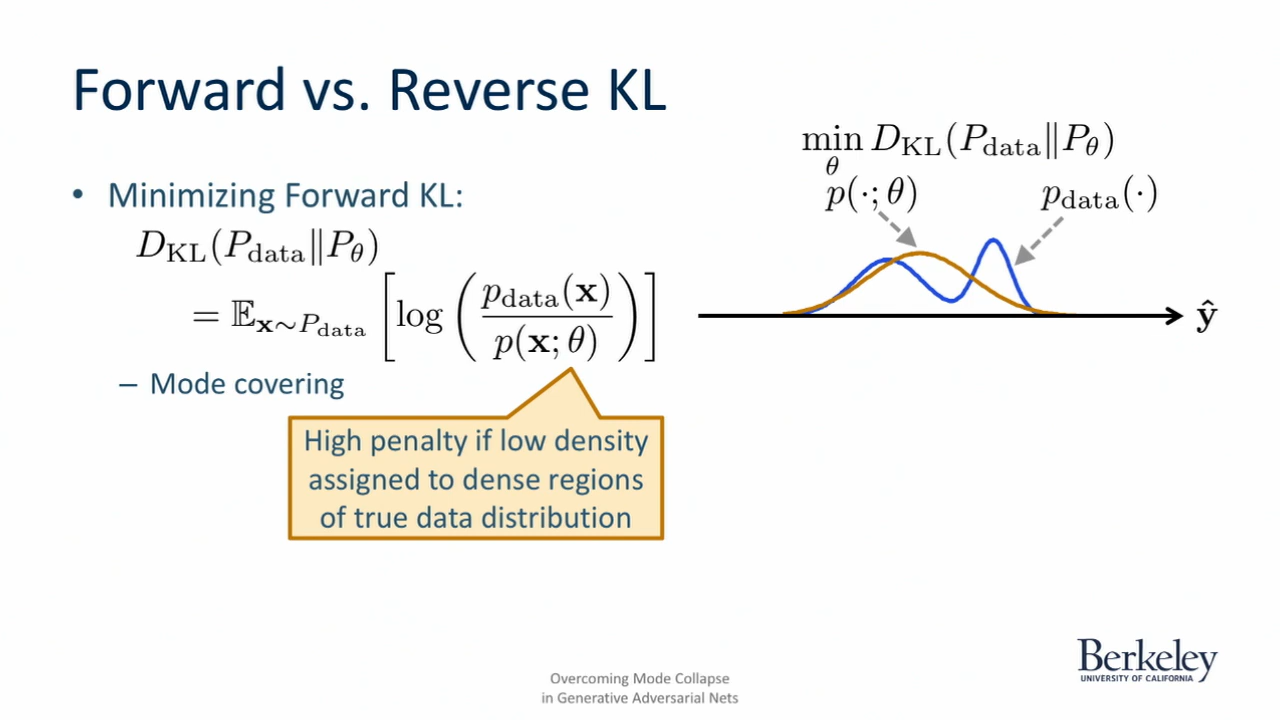 Forward vs. Reverse KL
• Minimizing Forward KL:
D_KL(P_data‖P_θ)
= 𝔼_{𝐱∼P_data} [log (p_data(𝐱) / p(𝐱; θ))]
– Mode covering
High penalty if low density
assigned to dense regions
of true data distribution
min_θ D_KL(P_data‖P_θ)
p(·; θ)
p_data(·)
ŷ
Overcoming Mode Collapse
in Generative Adversarial Nets
Berkeley
UNIVERSITY OF CALIFORNIA